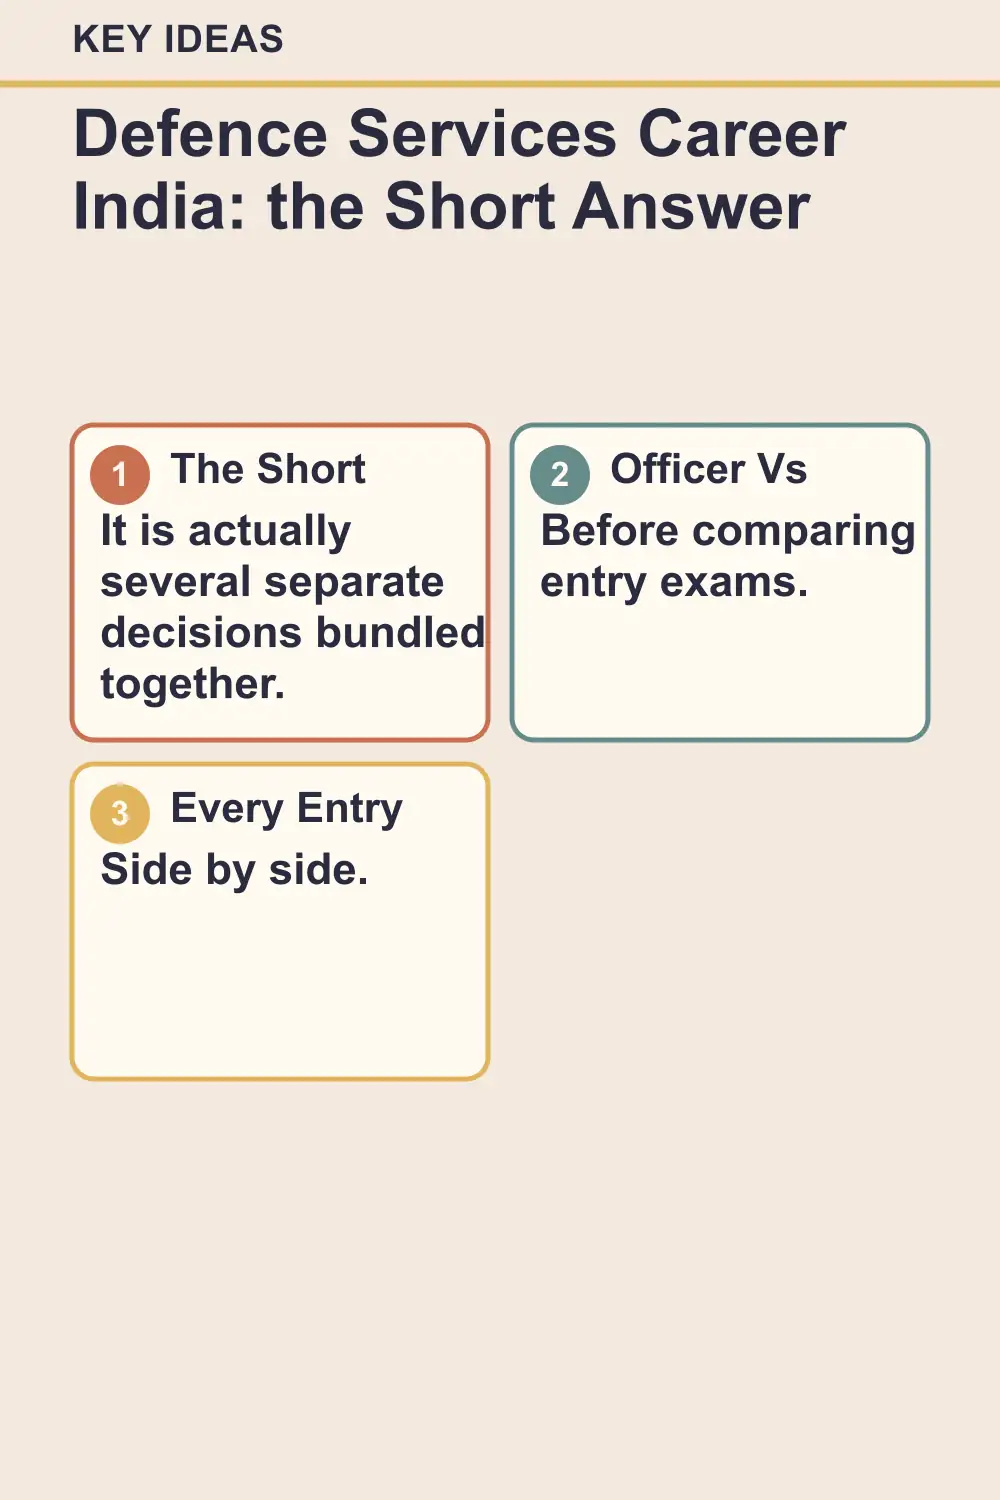 KEY IDEAS
Defence Services Career
India: the Short Answer
1 The Short
It is actually
several separate
decisions bundled
together.
2 Officer Vs
Before comparing
entry exams.
3 Every Entry
Side by side.